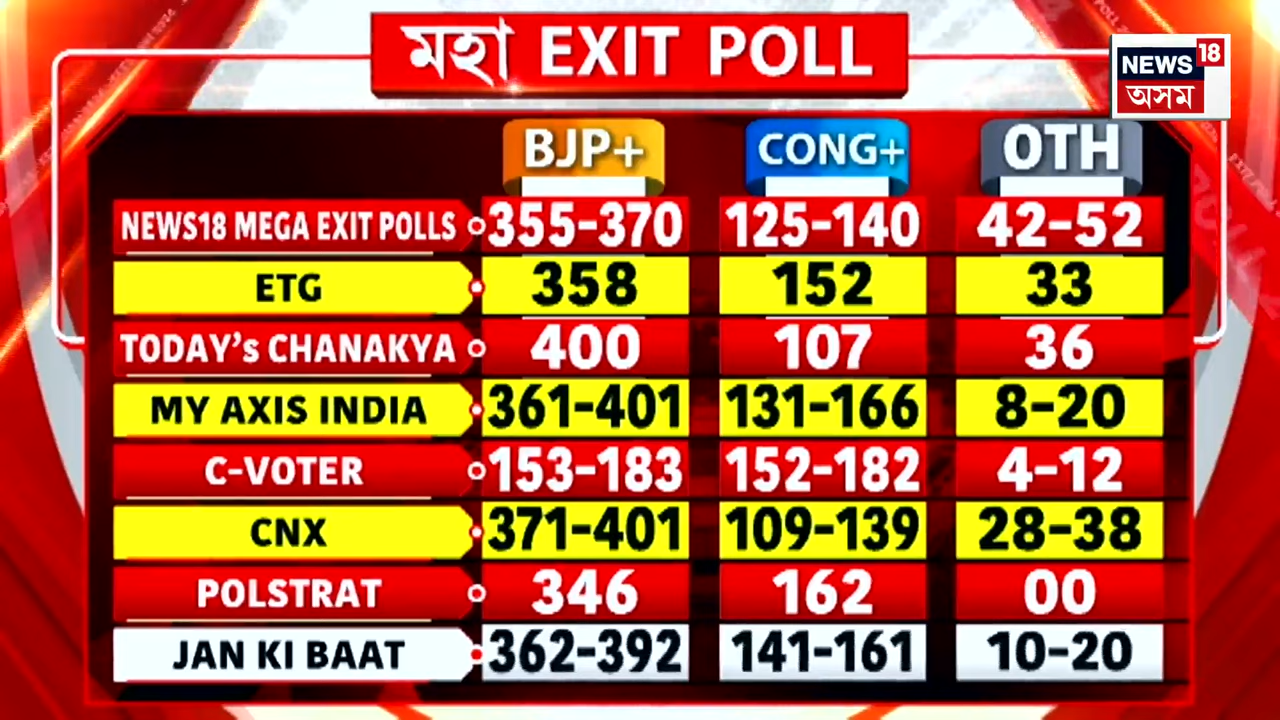 মহা EXIT POLL
NEWS 18
অসম
BJP+ CONG+ OTH
NEWS18 MEGA EXIT POLLS 355-370 125-140 42-52
ETG 358 152 33
TODAY's CHANAKYA 400 107 36
MY AXIS INDIA 361-401 131-166 8-20
C-VOTER 153-183 152-182 4-12
CNX 371-401 109-139 28-38
POLSTRAT 346 162 00
JAN KI BAAT 362-392 141-161 10-20